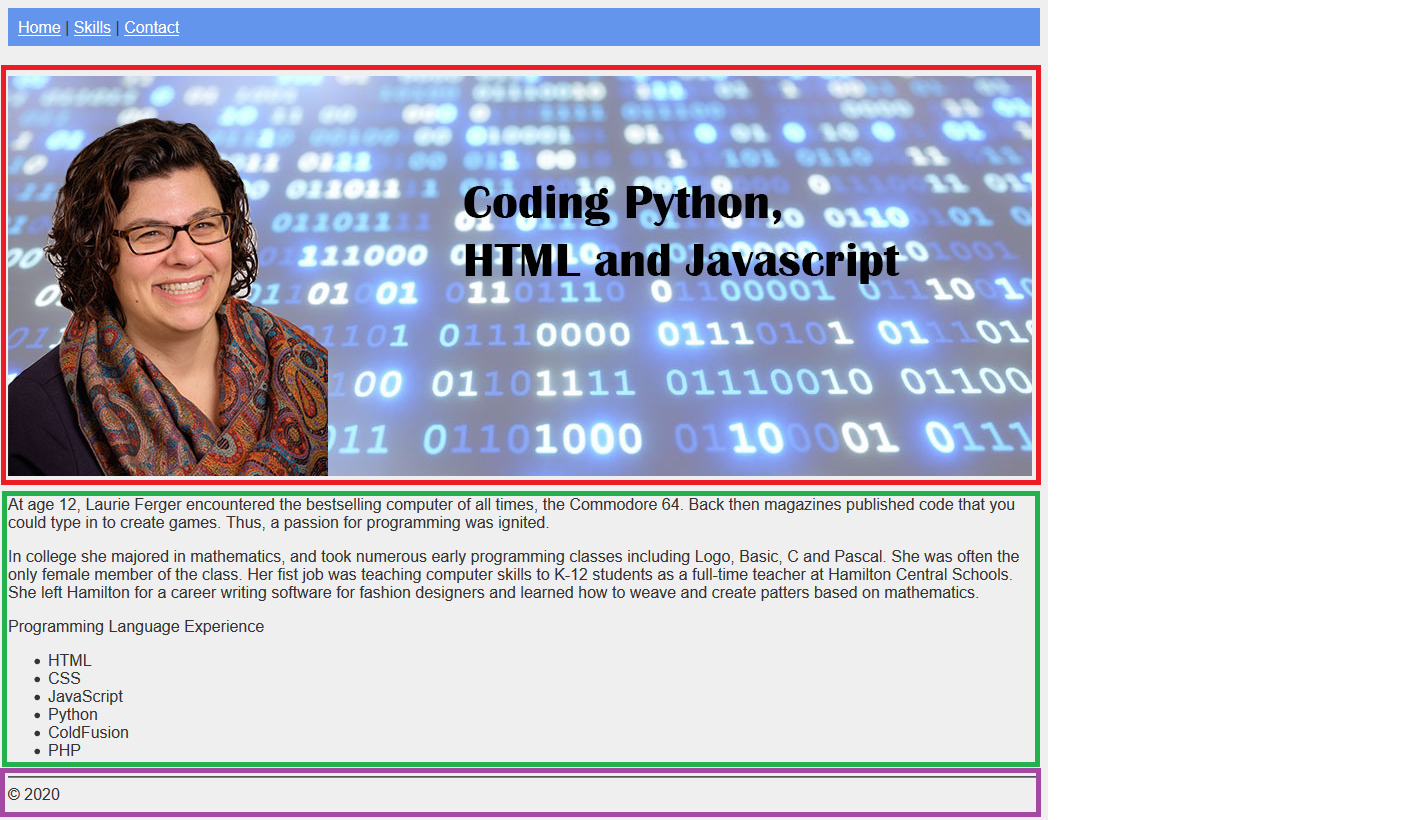 Home | Skills | Contact
Coding Python,
HTML and Javascript
At age 12, Laurie Ferger encountered the bestselling computer of all times, the Commodore 64. Back then magazines published code that you
could type in to create games. Thus, a passion for programming was ignited.
In college she majored in mathematics, and took numerous early programming classes including Logo, Basic, C and Pascal. She was often the
only female member of the class. Her fist job was teaching computer skills to K-12 students as a full-time teacher at Hamilton Central Schools.
She left Hamilton for a career writing software for fashion designers and learned how to weave and create patters based on mathematics.
Programming Language Experience
• HTML
• CSS
• JavaScript
• Python
• ColdFusion
• PHP
© 2020